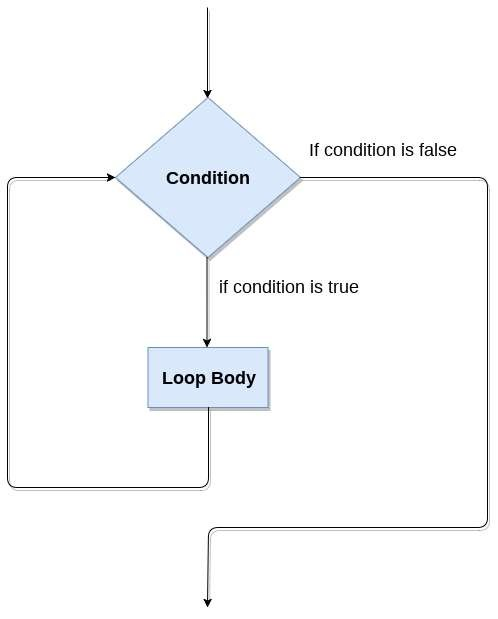 If condition is false
Condition
if condition is true
Loop Body